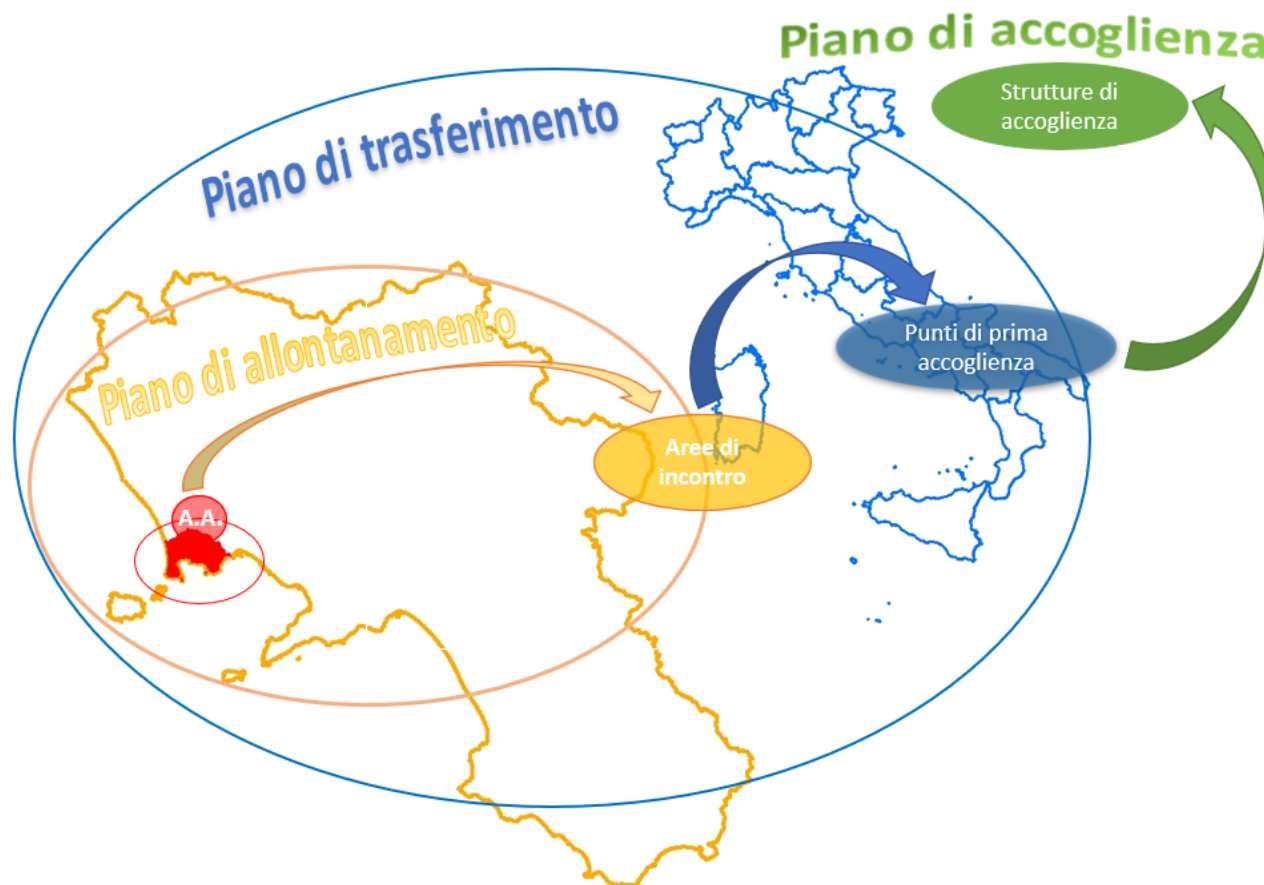 Piano di accoglienza
Strutture di
accoglienza
Piano di trasferimento
Punti di prima
accoglienza
Piano di allontanamento
Aree di
incontro
A.A.